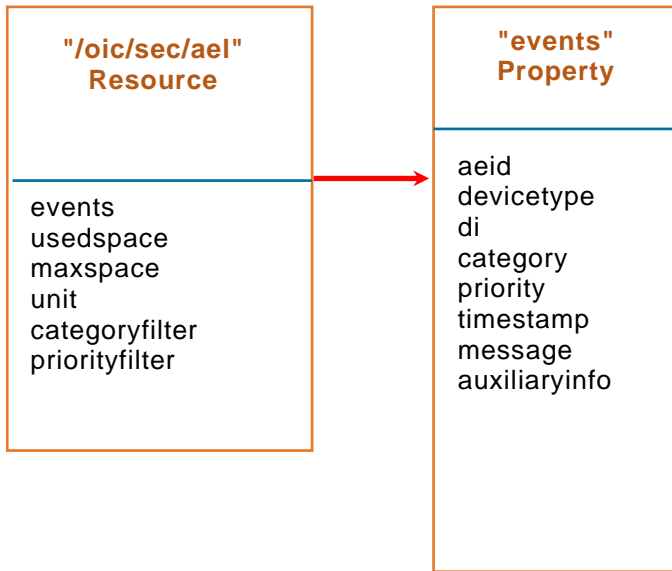 "/oic/sec/ael"
Resource
events
usedspace
maxspace
unit
categoryfilter
priorityfilter
"events"
Property
aeid
devicetype
di
category
priority
timestamp
message
auxiliaryinfo